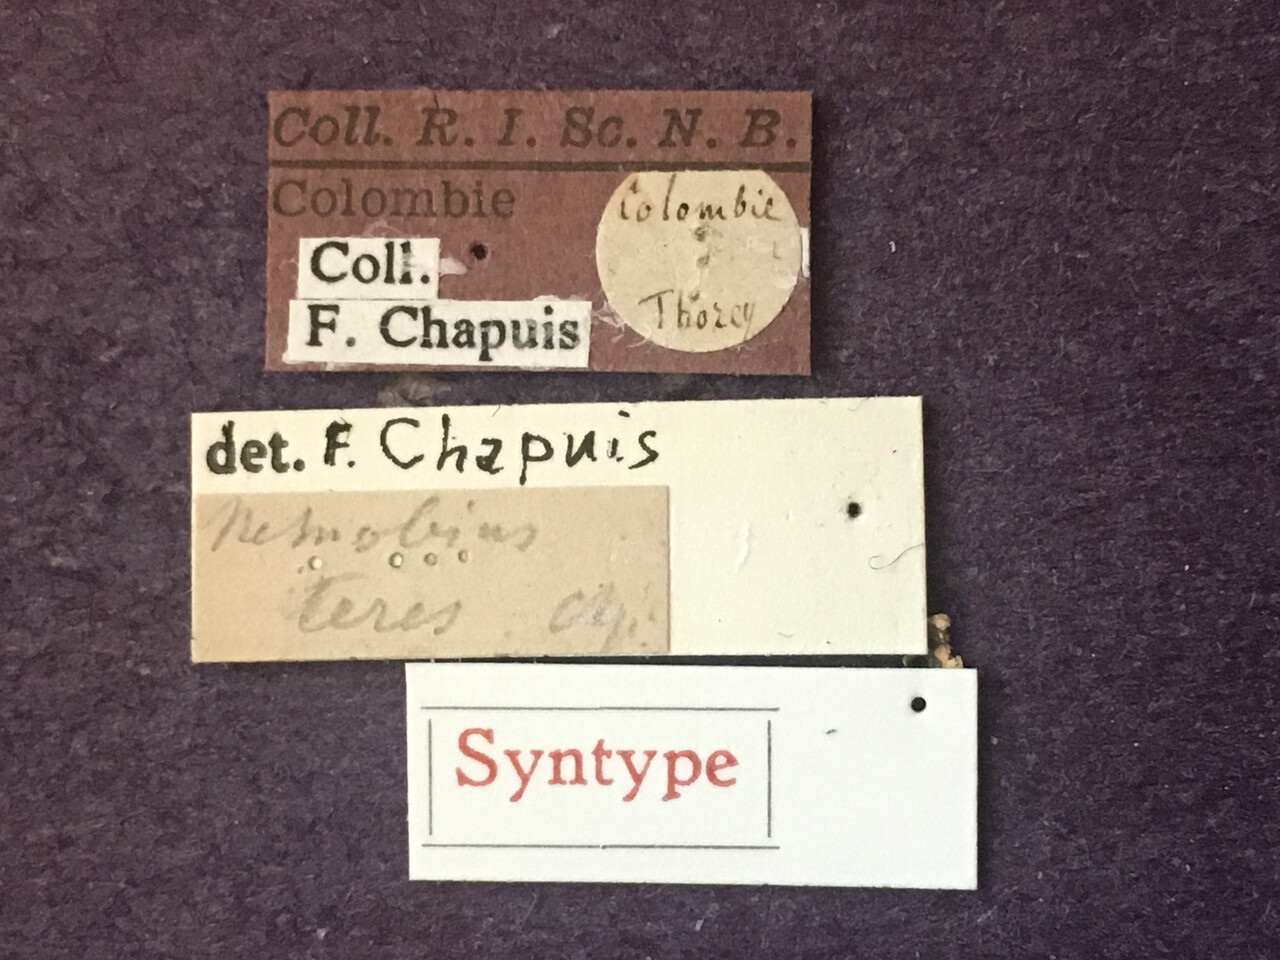 Coll. R. I. Sc. N. B.
Colombie
Coll.
F. Chapuis
Colombie
Thorey
det. F. Chapuis
teres
Syntype